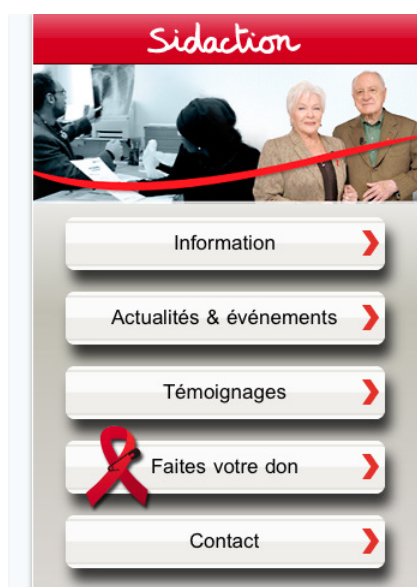 Sidaction
Information
Actualités & événements
Témoignages
Faites votre don
Contact